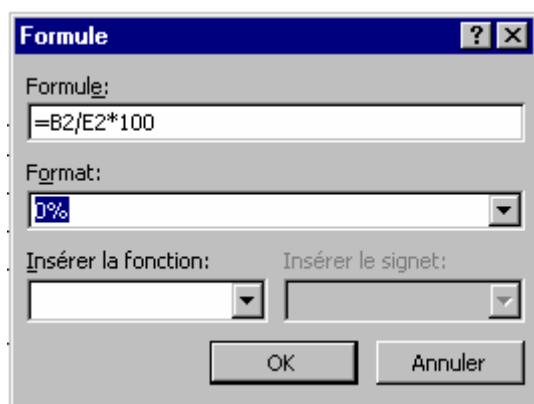 Formule
Formule:
=B2/E2*100
Format:
0%
Insérer la fonction: Insérer le signet:
OK Annuler